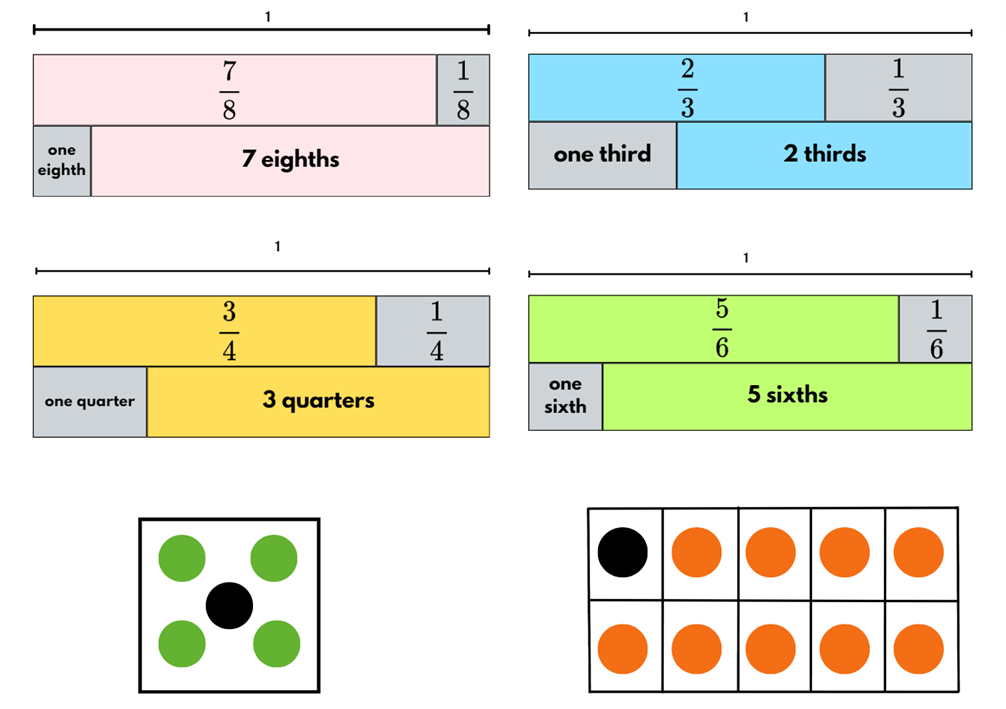 1
1
7/8
1/8
2/3
1/3
one
eighth
7 eighths
one third
2 thirds
1
1
3/4
1/4
5/6
1/6
one quarter
3 quarters
one
sixth
5 sixths